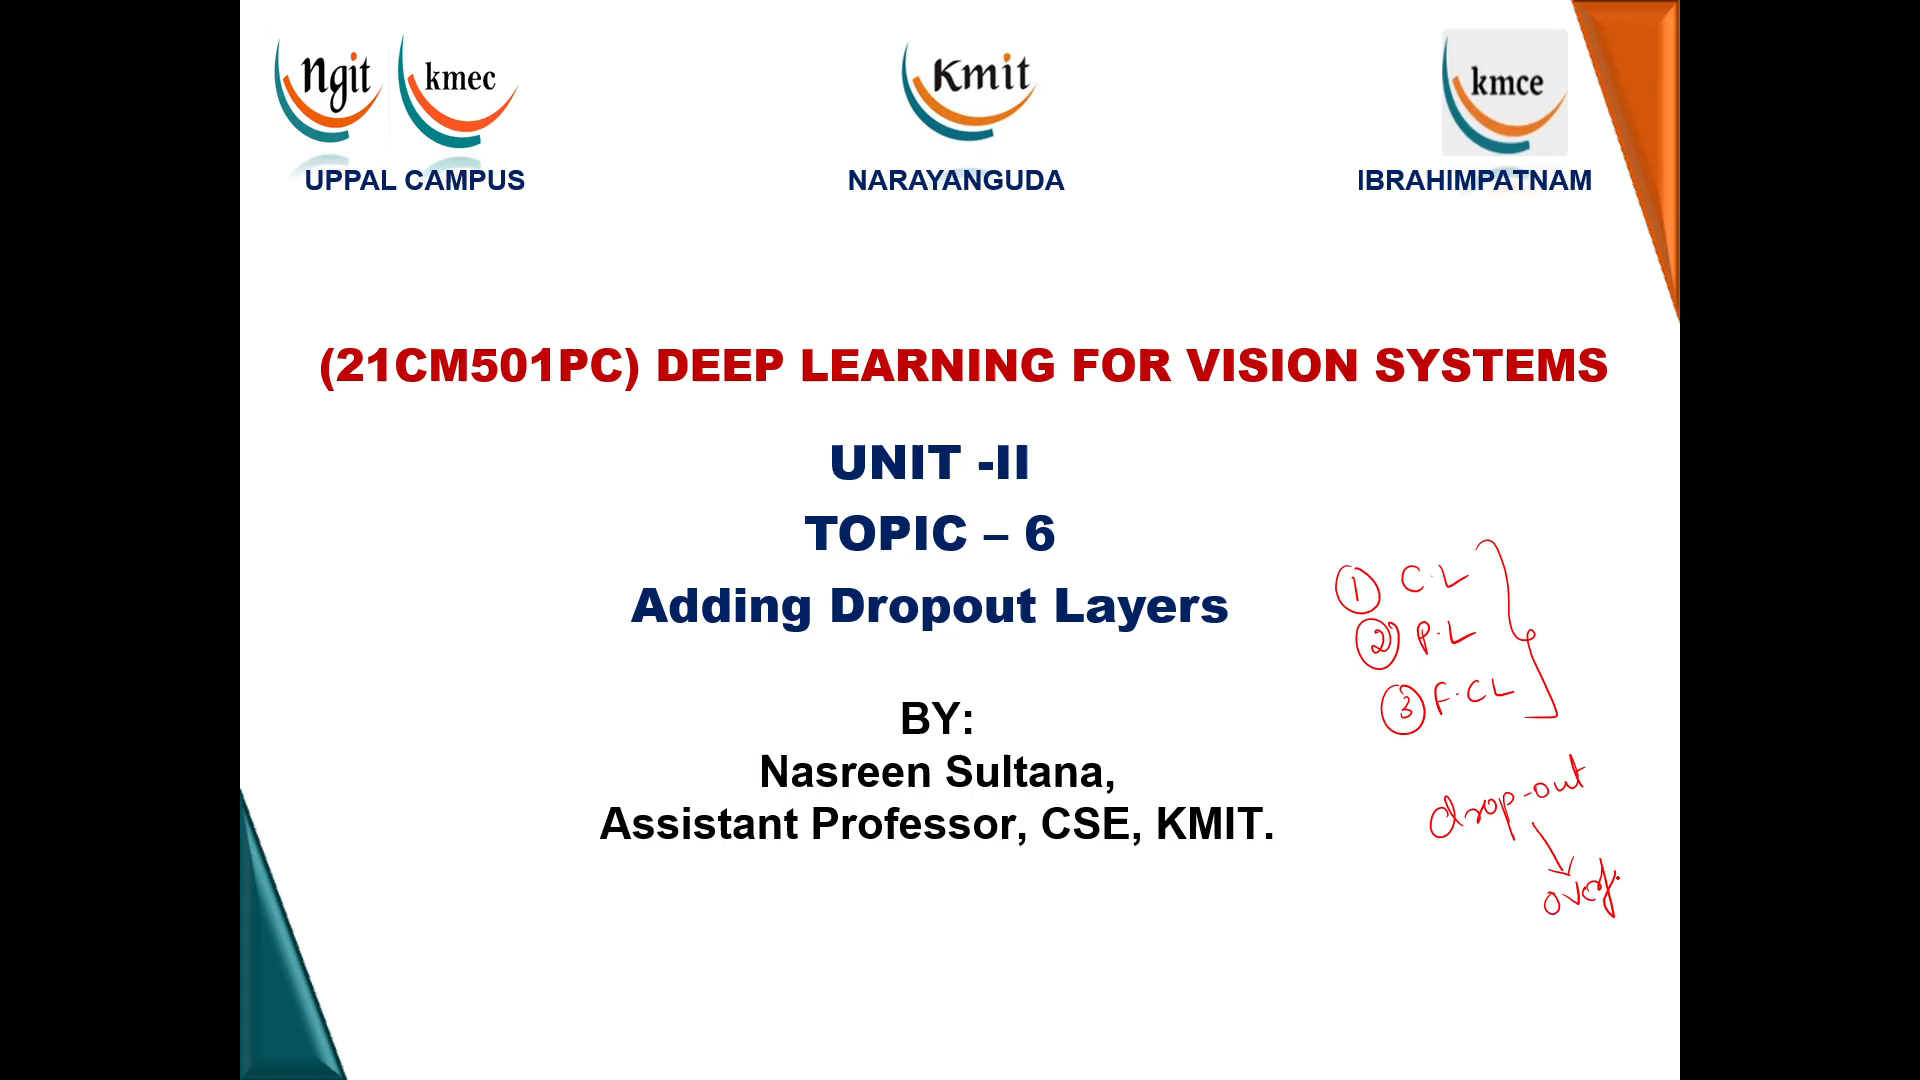 Ngit kmec Kmit kmce
UPPAL CAMPUS NARAYANGUDA IBRAHIMPATNAM
(21CM501PC) DEEP LEARNING FOR VISION SYSTEMS
UNIT -II
TOPIC – 6
Adding Dropout Layers
① C.L
② P.L
③ F.CL
BY:
Nasreen Sultana,
Assistant Professor, CSE, KMIT.
drop-out
overf.